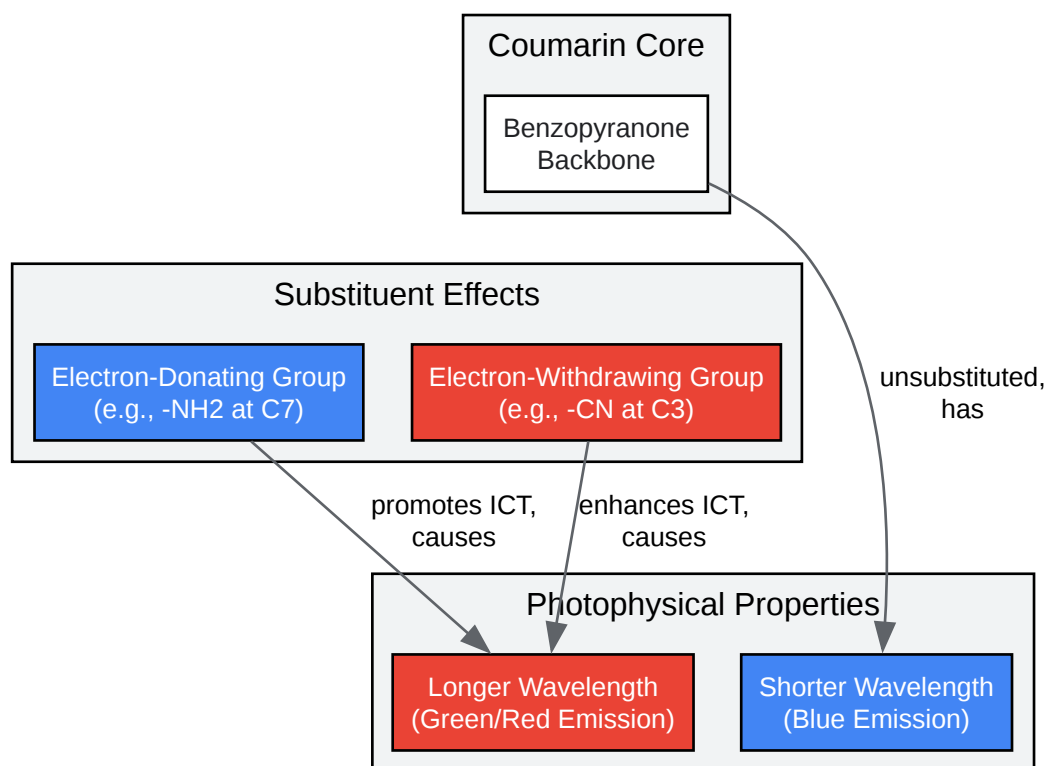 Coumarin Core
Benzopyranone
Backbone
Substituent Effects
Electron-Donating Group
(e.g., -NH2 at C7)
Electron-Withdrawing Group
(e.g., -CN at C3)
unsubstituted,
has
promotes ICT,
causes
enhances ICT,
causes
Photophysical Properties
Longer Wavelength
(Green/Red Emission)
Shorter Wavelength
(Blue Emission)